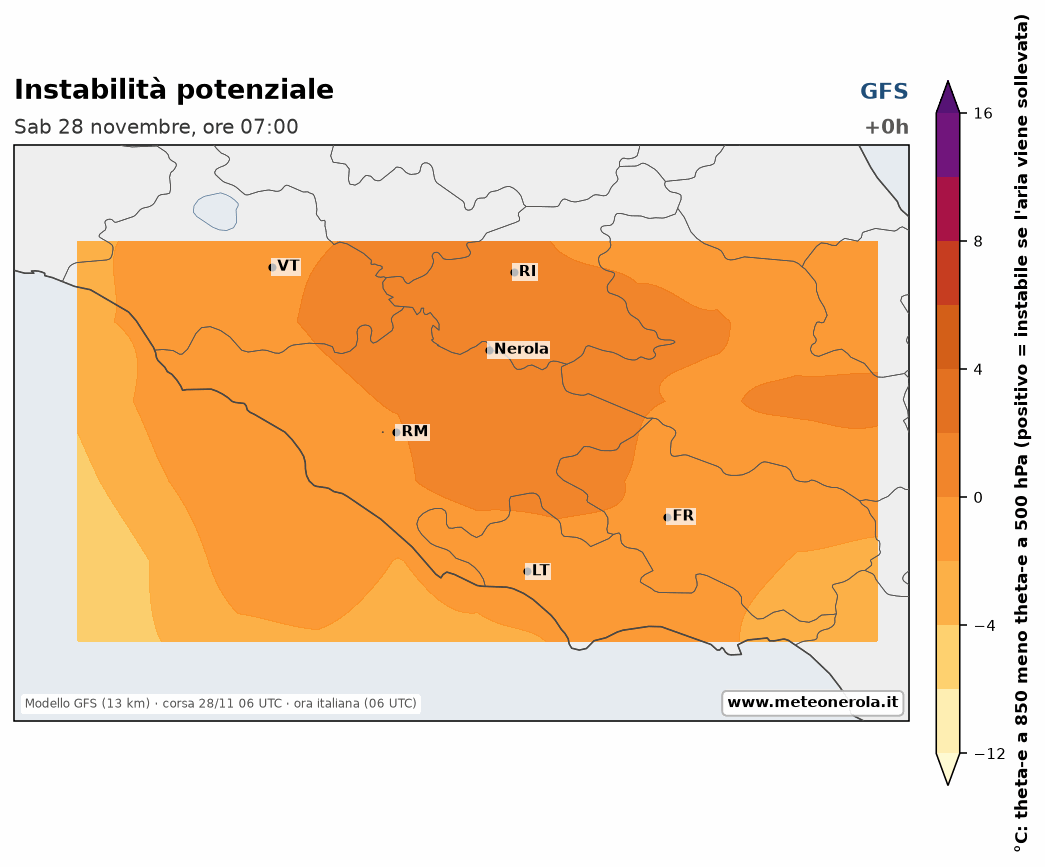 Instabilità potenziale
GFS
Sab 28 novembre, ore 07:00
+0h
VT
RI
Nerola
RM
FR
LT
Modello GFS (13 km) · corsa 28/11 06 UTC · ora italiana (06 UTC)
www.meteonerola.it
16
8
4
0
−4
−12
°C: theta-e a 850 meno theta-e a 500 hPa (positivo = instabile se l'aria viene sollevata)